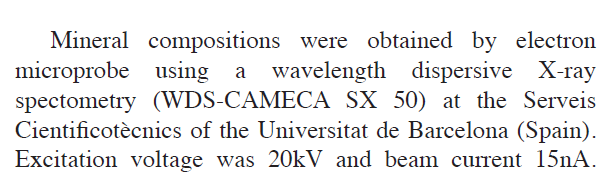 Mineral compositions were obtained by electron
microprobe using a wavelength dispersive X-ray
spectometry (WDS-CAMECA SX 50) at the Serveis
Cientificotècnics of the Universitat de Barcelona (Spain).
Excitation voltage was 20kV and beam current 15nA.